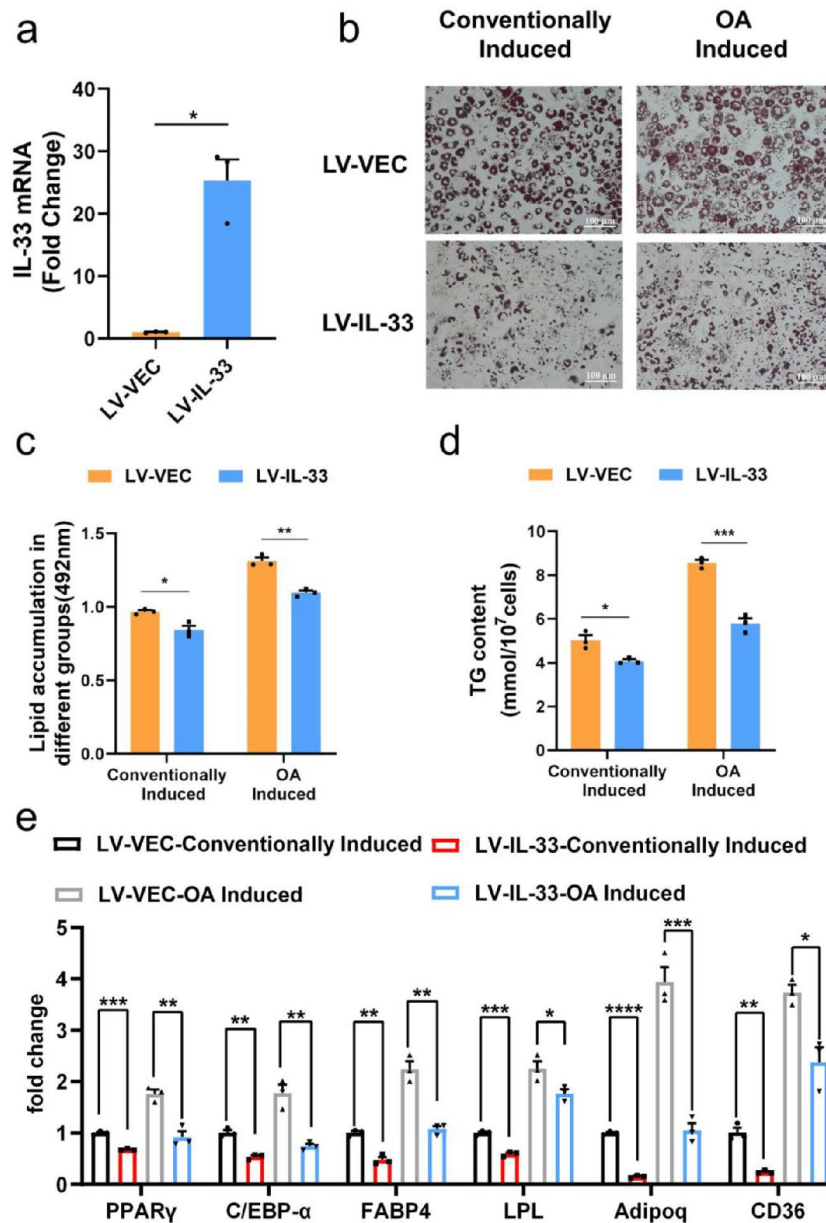 a
IL-33 mRNA
(Fold Change)
40
30
20
10
0
*
LV-VEC
LV-IL-33
b
Conventionally
Induced
OA
Induced
LV-VEC
LV-IL-33
100 μm
100 μm
100 μm
100 μm
c
LV-VEC
LV-IL-33
Lipid accumulation in
different groups(492nm)
1.5
1.0
0.5
0.0
*
**
Conventionally
Induced
OA
Induced
d
LV-VEC
LV-IL-33
TG content
(mmol/10⁷cells)
10
8
6
4
2
0
*
***
Conventionally
Induced
OA
Induced
e
LV-VEC-Conventionally Induced
LV-IL-33-Conventionally Induced
LV-VEC-OA Induced
LV-IL-33-OA Induced
fold change
5
4
3
2
1
0
***
**
**
**
**
**
***
*
****
***
**
*
PPARγ
C/EBP-α
FABP4
LPL
Adipoq
CD36